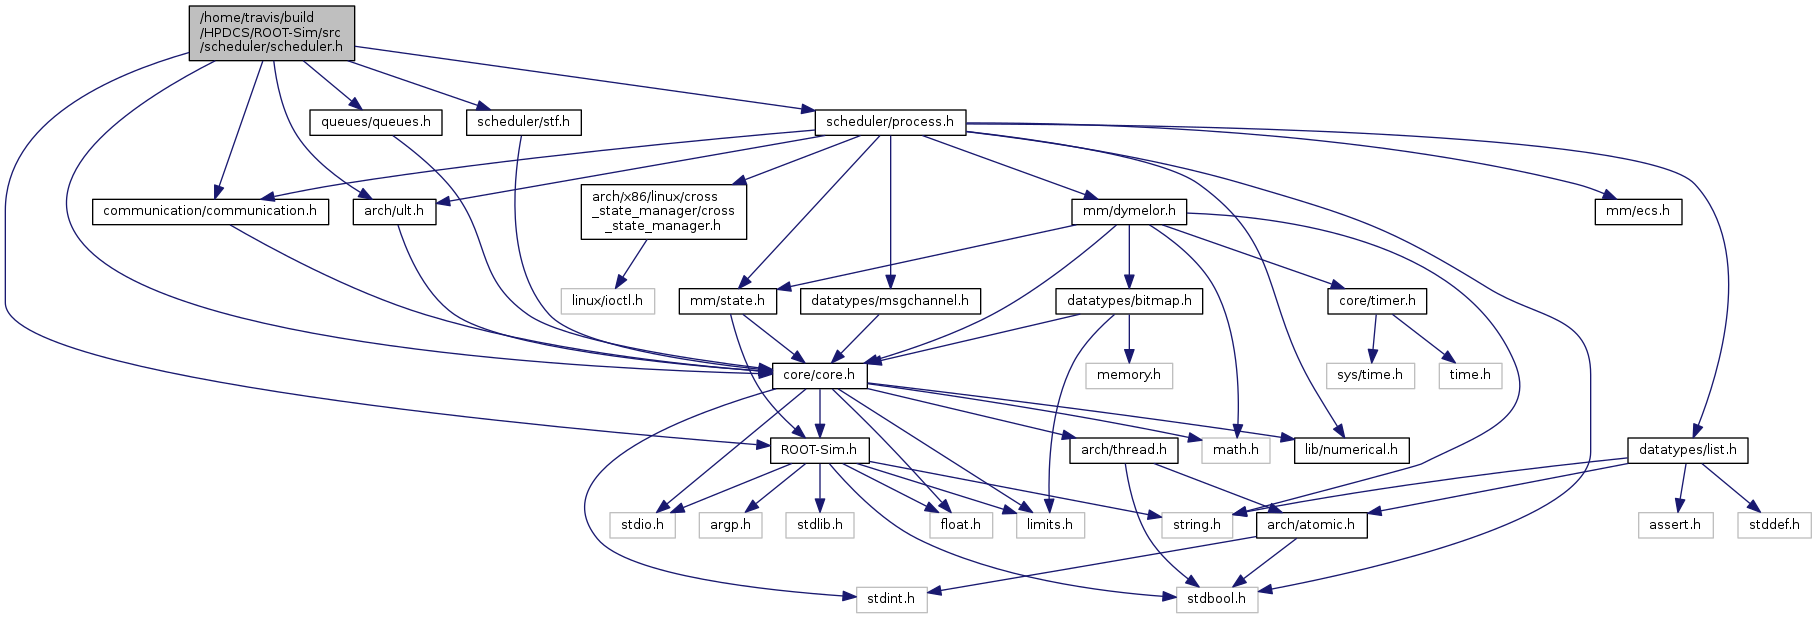 /home/travis/build
/HPDCS/ROOT-Sim/src
/scheduler/scheduler.h
queues/queues.h
scheduler/stf.h
scheduler/process.h
communication/communication.h
arch/ult.h
arch/x86/linux/cross
_state_manager/cross
_state_manager.h
mm/dymelor.h
mm/ecs.h
linux/ioctl.h
mm/state.h
datatypes/msgchannel.h
datatypes/bitmap.h
core/timer.h
core/core.h
memory.h
sys/time.h
time.h
ROOT-Sim.h
arch/thread.h
math.h
lib/numerical.h
datatypes/list.h
stdio.h
argp.h
stdlib.h
float.h
limits.h
string.h
arch/atomic.h
assert.h
stddef.h
stdint.h
stdbool.h